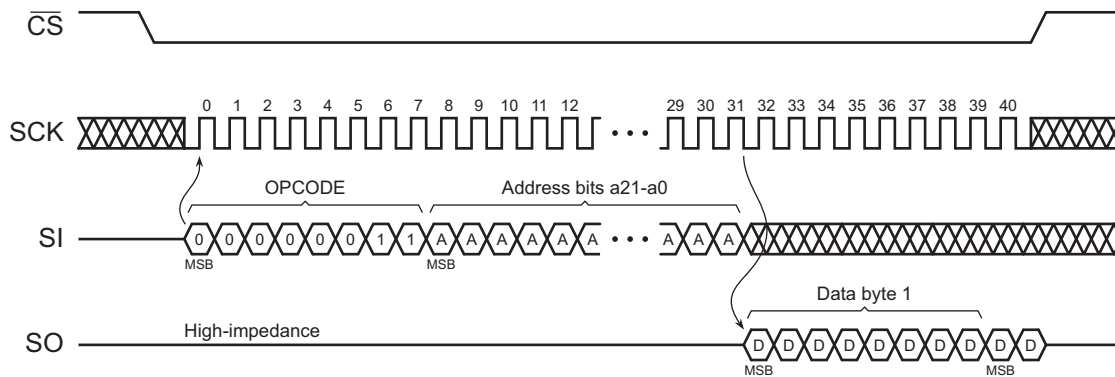 CS
0 1 2 3 4 5 6 7 8 9 10 11 12 29 30 31 32 33 34 35 36 37 38 39 40
SCK
OPCODE Address bits a21-a0
SI 0 0 0 0 0 0 1 1 A A A A A A A A A
MSB MSB
Data byte 1
High-impedance
SO D D D D D D D D D D
MSB MSB